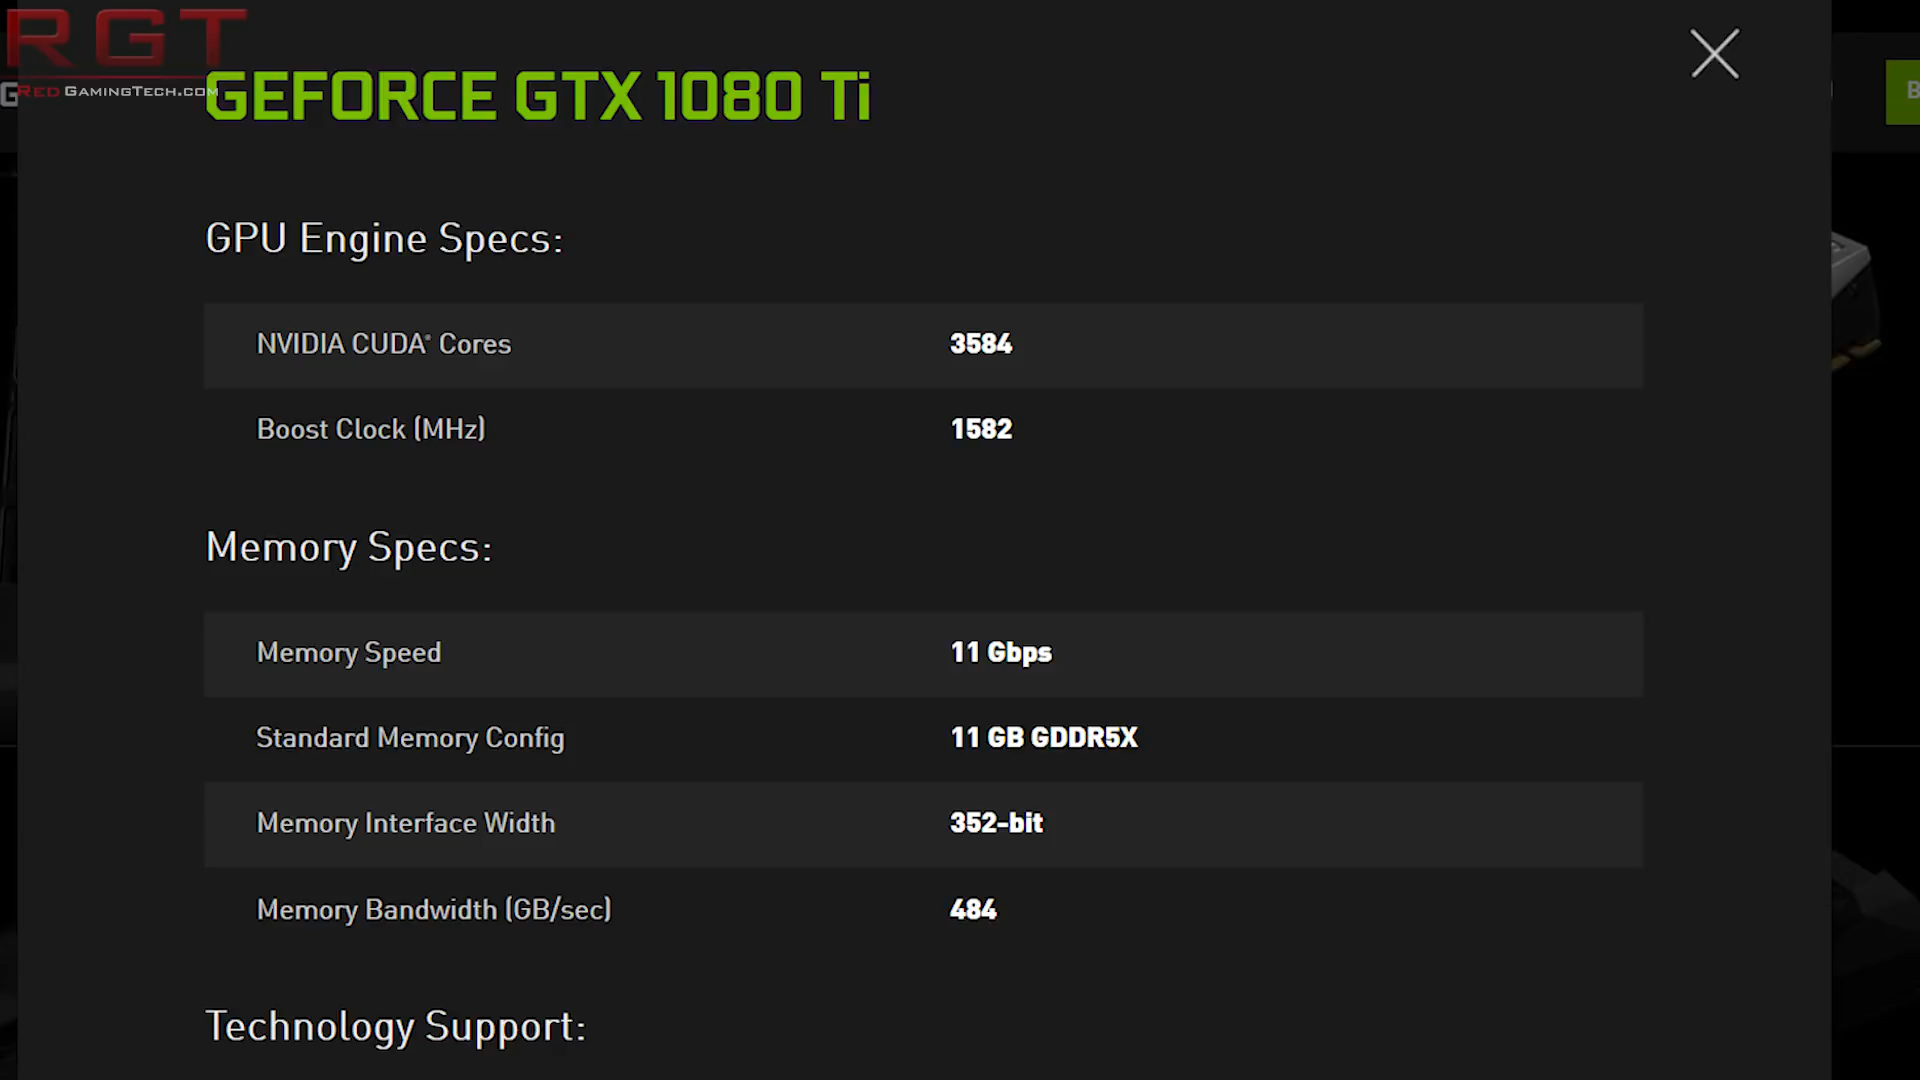 RGT
RED GAMINGTECH.COM
GEFORCE GTX 1080 Ti
GPU Engine Specs:
NVIDIA CUDA® Cores 3584
Boost Clock (MHz) 1582
Memory Specs:
Memory Speed 11 Gbps
Standard Memory Config 11 GB GDDR5X
Memory Interface Width 352-bit
Memory Bandwidth (GB/sec) 484
Technology Support: